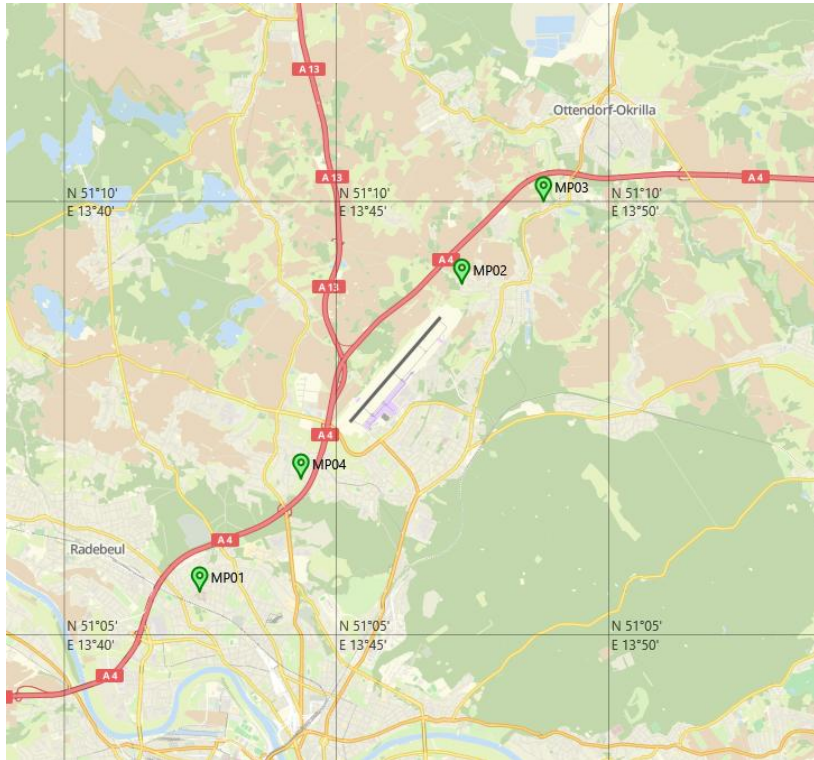 A 13
Ottendorf-Okrilla
A 13
A 4
N 51°10'
E 13°40'
N 51°10'
E 13°45'
MP03
N 51°10'
E 13°50'
A 4
MP02
A 13
A 4
MP04
A 4
Radebeul
MP01
N 51°05'
E 13°40'
N 51°05'
E 13°45'
N 51°05'
E 13°50'
A 4